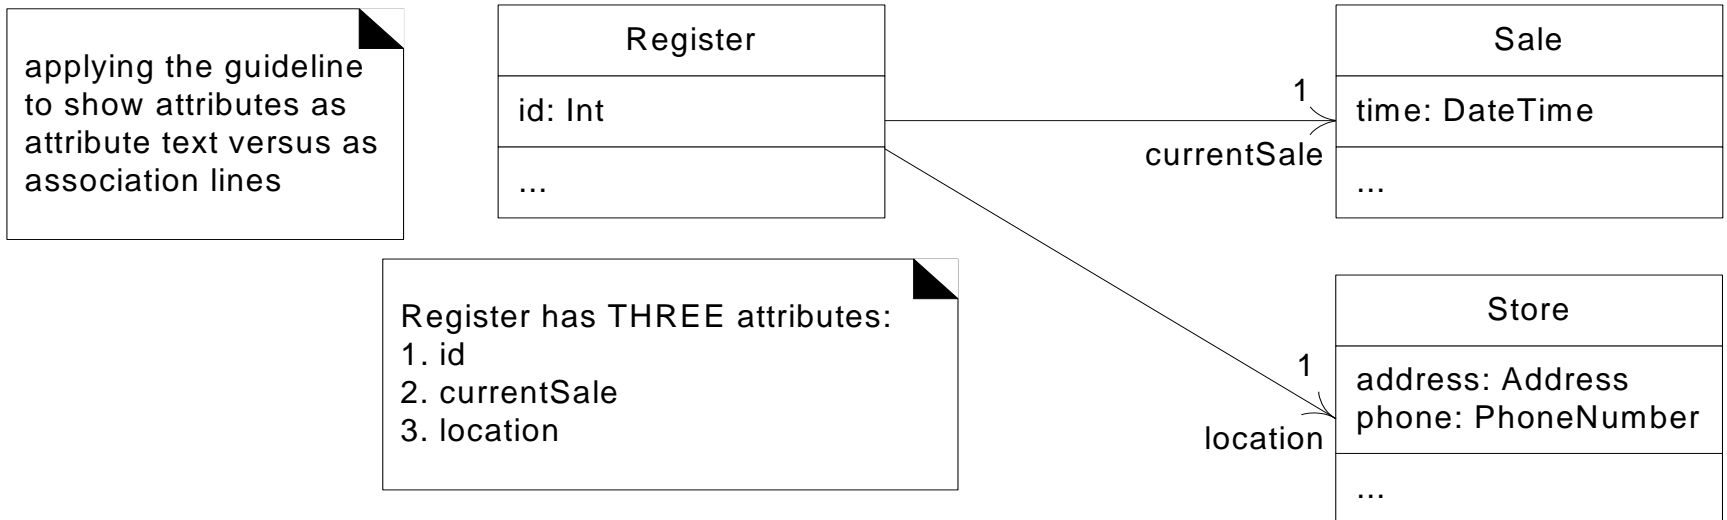 applying the guideline
to show attributes as
attribute text versus as
association lines
Register
id: Int
...
1
currentSale
Sale
time: DateTime
...
Register has THREE attributes:
1. id
2. currentSale
3. location
1
location
Store
address: Address
phone: PhoneNumber
...